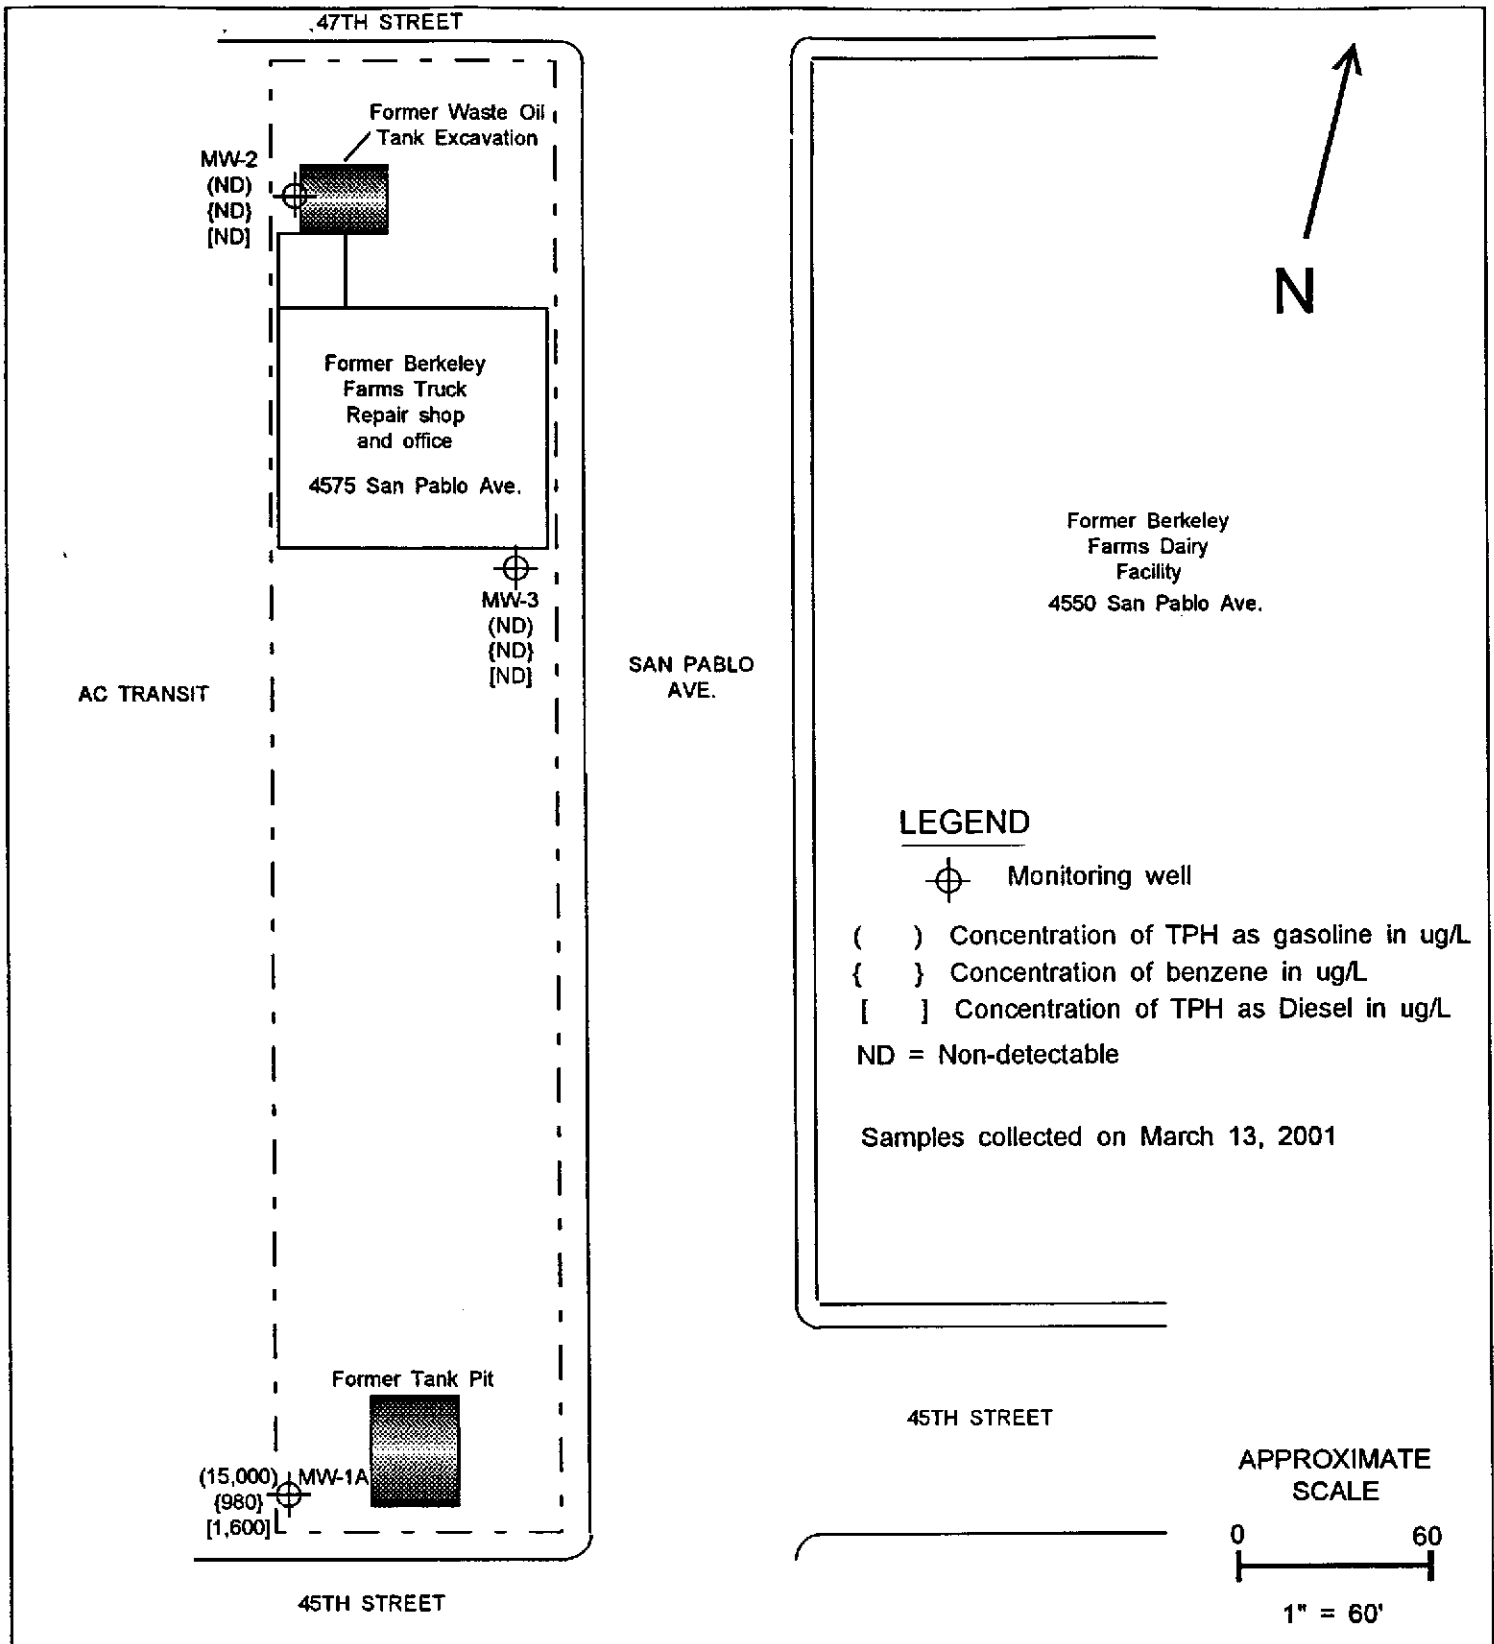 47TH STREET
Former Waste Oil
Tank Excavation
MW-2
(ND)
{ND}
[ND]
N
Former Berkeley
Farms Truck
Repair shop
and office
4575 San Pablo Ave.
MW-3
(ND)
{ND}
[ND]
AC TRANSIT
SAN PABLO
AVE.
Former Berkeley
Farms Dairy
Facility
4550 San Pablo Ave.
LEGEND
Monitoring well
( ) Concentration of TPH as gasoline in ug/L
{ } Concentration of benzene in ug/L
[ ] Concentration of TPH as Diesel in ug/L
ND = Non-detectable
Samples collected on March 13, 2001
Former Tank Pit
(15,000) MW-1A
{980}
[1,600]
45TH STREET
45TH STREET
APPROXIMATE
SCALE
0 60
1" = 60'